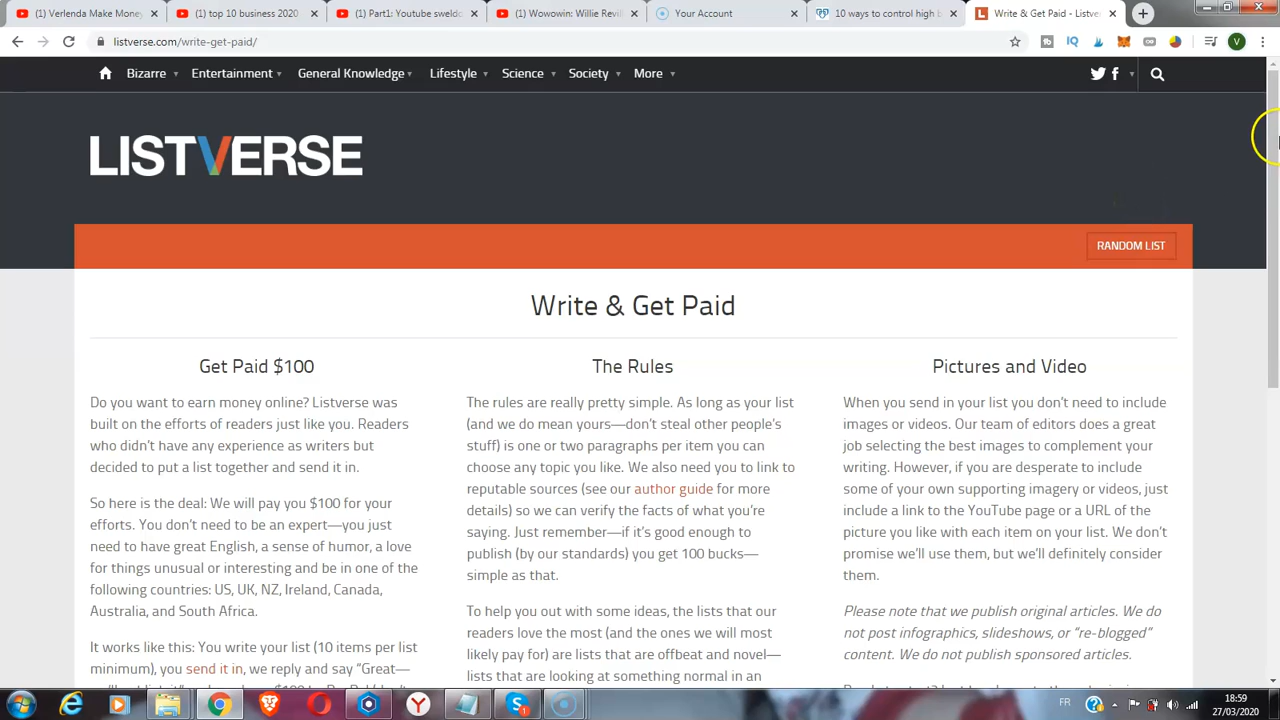 (1) Verlenda Make Money
(1) top 10 business 2020
(1) Part1: Youtube swedo
(1) Wowowin: Willie Revill
Your Account
10 ways to control high b
Write & Get Paid - Listver
listverse.com/write-get-paid/
IQ
V
Bizarre
Entertainment
General Knowledge
Lifestyle
Science
Society
More
LISTVERSE
RANDOM LIST
Write & Get Paid
Get Paid $100
Do you want to earn money online? Listverse was
built on the efforts of readers just like you. Readers
who didn't have any experience as writers but
decided to put a list together and send it in.
So here is the deal: We will pay you $100 for your
efforts. You don't need to be an expert—you just
need to have great English, a sense of humor, a love
for things unusual or interesting and be in one of the
following countries: US, UK, NZ, Ireland, Canada,
Australia, and South Africa.
It works like this: You write your list (10 items per list
minimum), you send it in, we reply and say "Great—
The Rules
The rules are really pretty simple. As long as your list
(and we do mean yours—don't steal other people's
stuff) is one or two paragraphs per item you can
choose any topic you like. We also need you to link to
reputable sources (see our author guide for more
details) so we can verify the facts of what you're
saying. Just remember—if it's good enough to
publish (by our standards) you get 100 bucks—
simple as that.
To help you out with some ideas, the lists that our
readers love the most (and the ones we will most
likely pay for) are lists that are offbeat and novel—
lists that are looking at something normal in an
Pictures and Video
When you send in your list you don't need to include
images or videos. Our team of editors does a great
job selecting the best images to complement your
writing. However, if you are desperate to include
some of your own supporting imagery or videos, just
include a link to the YouTube page or a URL of the
picture you like with each item on your list. We don't
promise we'll use them, but we'll definitely consider
them.
Please note that we publish original articles. We do
not post infographics, slideshows, or "re-blogged"
content. We do not publish sponsored articles.
FR
18:59
27/03/2020